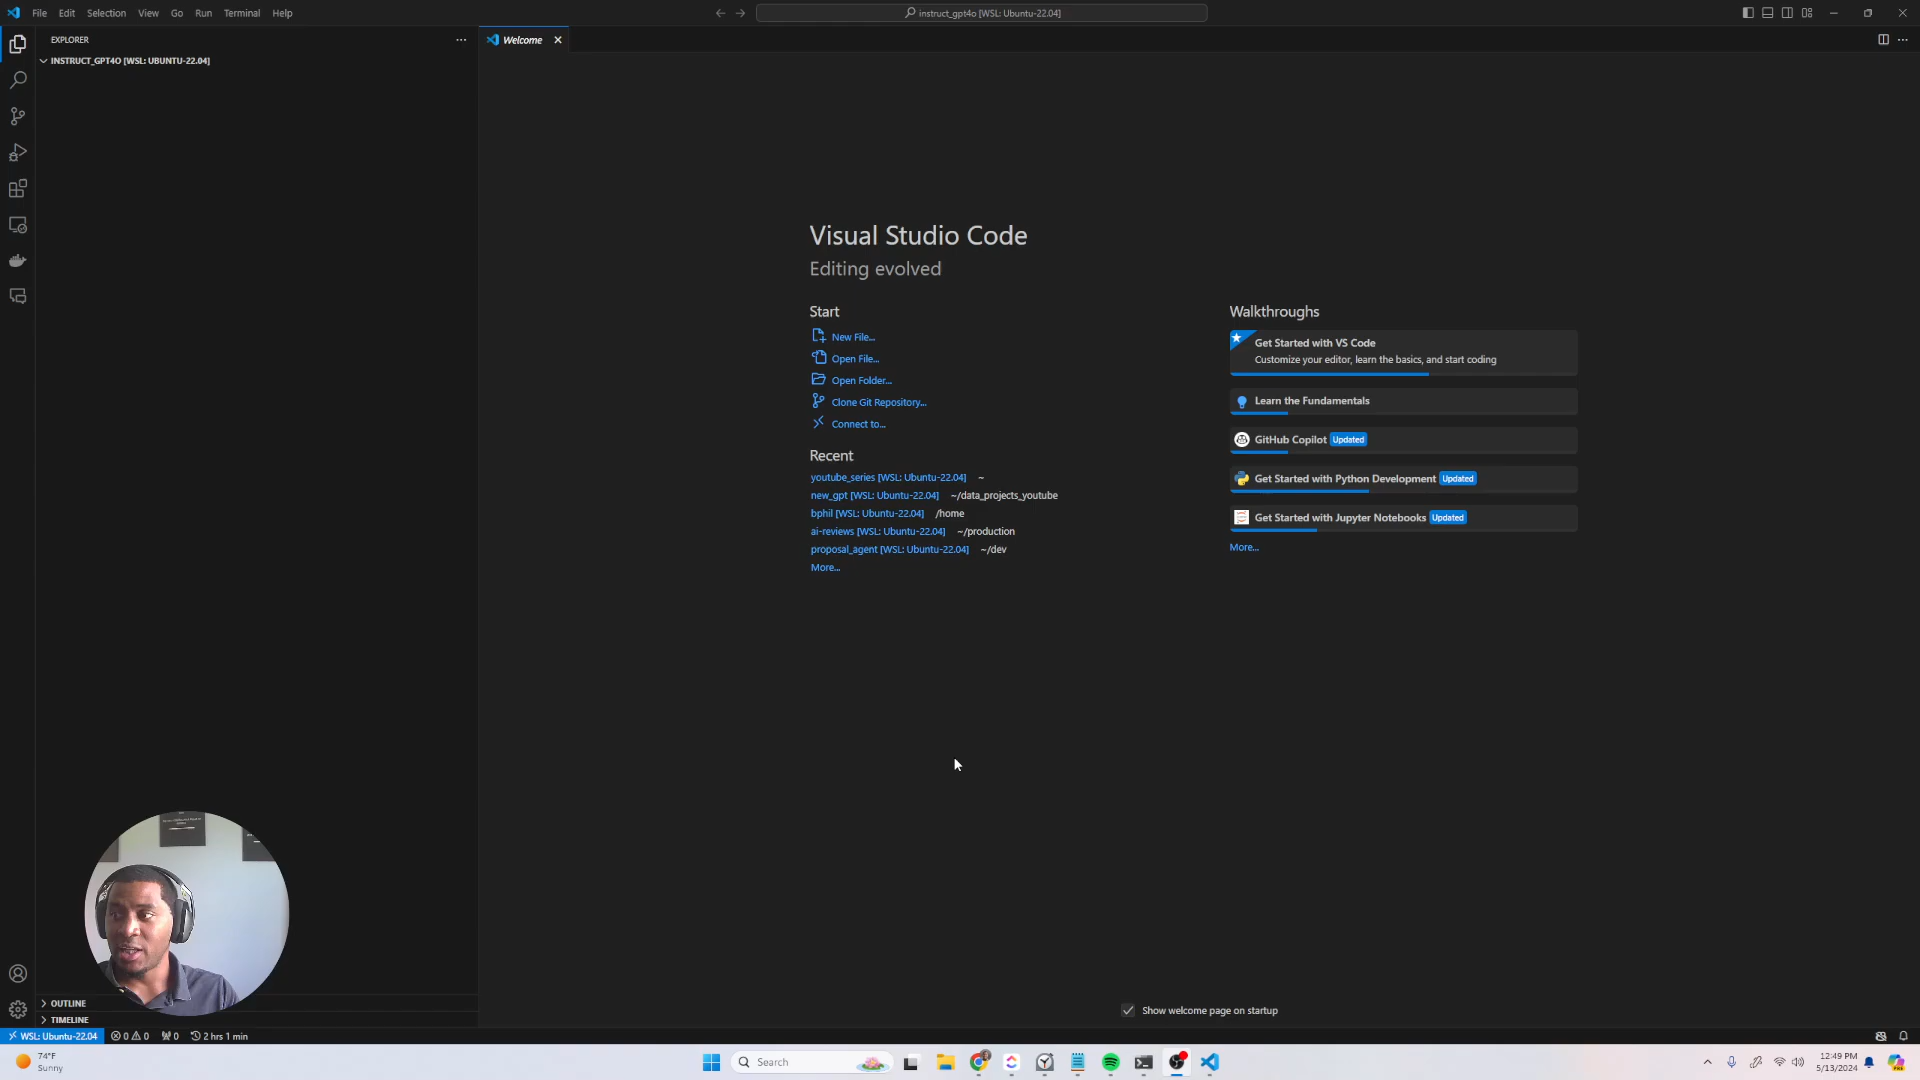 File Edit Selection View Go Run Terminal Help
instruct_gpt4o [WSL: Ubuntu-22.04]
EXPLORER
Welcome
INSTRUCT_GPT4O [WSL: UBUNTU-22.04]
Visual Studio Code
Editing evolved
Start
New File...
Open File...
Open Folder...
Clone Git Repository...
Connect to...
Recent
youtube_series [WSL: Ubuntu-22.04] ~
new_gpt [WSL: Ubuntu-22.04] ~/data_projects_youtube
bphil [WSL: Ubuntu-22.04] /home
ai-reviews [WSL: Ubuntu-22.04] ~/production
proposal_agent [WSL: Ubuntu-22.04] ~/dev
More...
Walkthroughs
Get Started with VS Code
Customize your editor, learn the basics, and start coding
Learn the Fundamentals
GitHub Copilot Updated
Get Started with Python Development Updated
Get Started with Jupyter Notebooks Updated
More...
Show welcome page on startup
OUTLINE
TIMELINE
WSL: Ubuntu-22.04 0 0 0 2 hrs 1 min
74°F
Sunny
Search
12:49 PM
5/13/2024